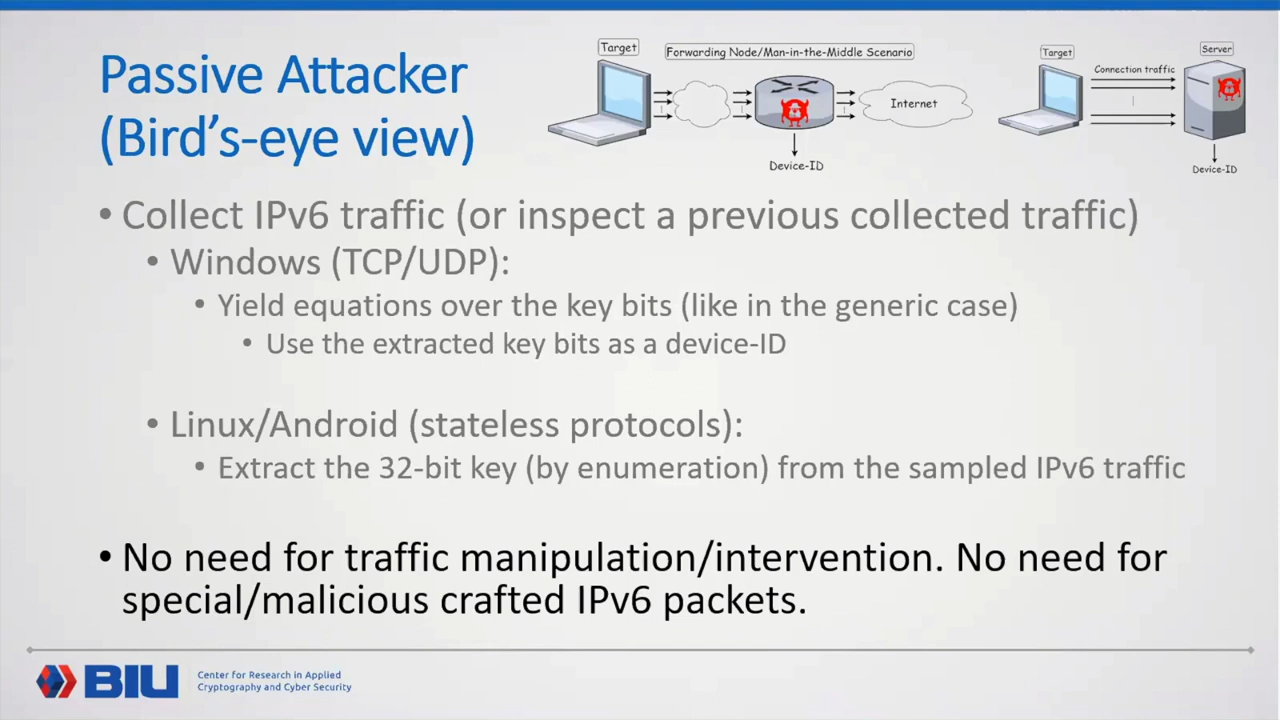 Passive Attacker
(Bird's-eye view)
Target
Forwarding Node/Man-in-the-Middle Scenario
Internet
Device-ID
Target
Connection traffic
Server
Device-ID
• Collect IPv6 traffic (or inspect a previous collected traffic)
• Windows (TCP/UDP):
• Yield equations over the key bits (like in the generic case)
• Use the extracted key bits as a device-ID
• Linux/Android (stateless protocols):
• Extract the 32-bit key (by enumeration) from the sampled IPv6 traffic
• No need for traffic manipulation/intervention. No need for
special/malicious crafted IPv6 packets.
BIU
Center for Research in Applied
Cryptography and Cyber Security